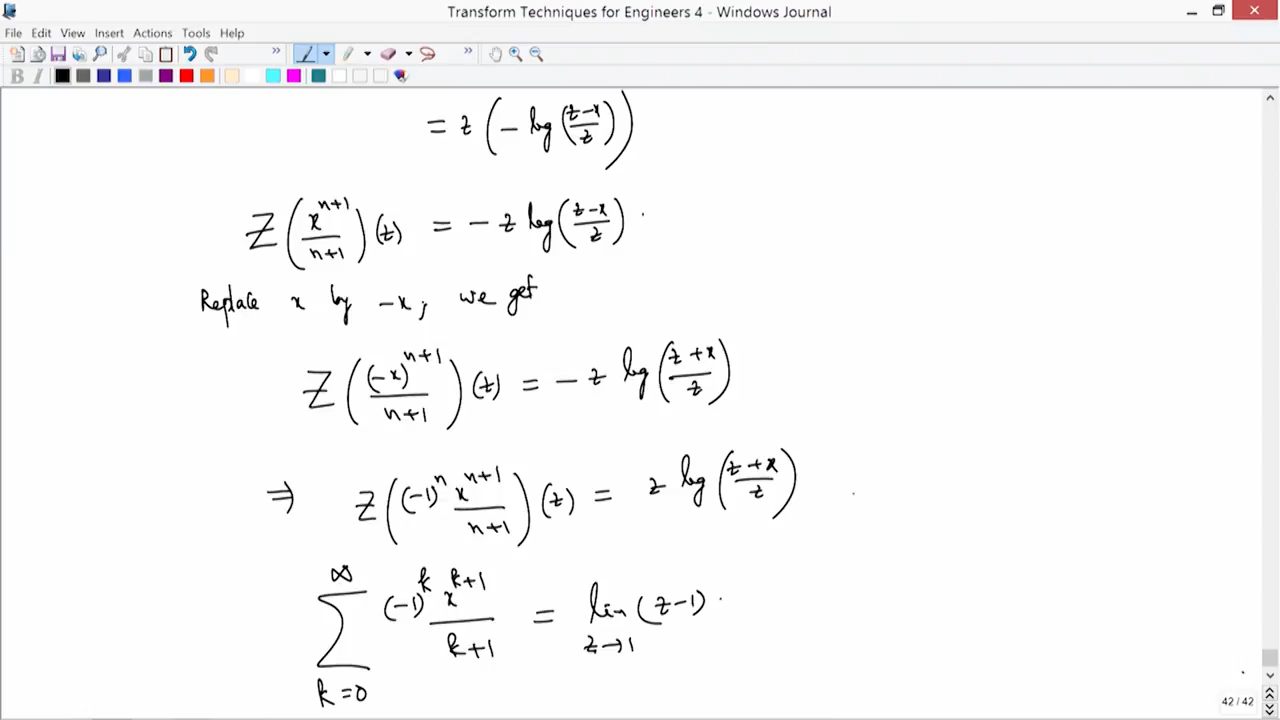 Transform Techniques for Engineers 4 - Windows Journal
File Edit View Insert Actions Tools Help
B I
= z (- log ((z-x)/z))
Z (x^(n+1)/(n+1)) (z) = - z log ((z-x)/z) .
Replace x by -x, we get
Z ((-x)^(n+1)/(n+1)) (z) = - z log ((z+x)/z)
⇒ Z ((-1)^n x^(n+1)/(n+1)) (z) = z log ((z+x)/z)
∑_{k=0}^{∞} (-1)^k x^(k+1)/(k+1) = lim_{z→1} (z-1) .
42 / 42